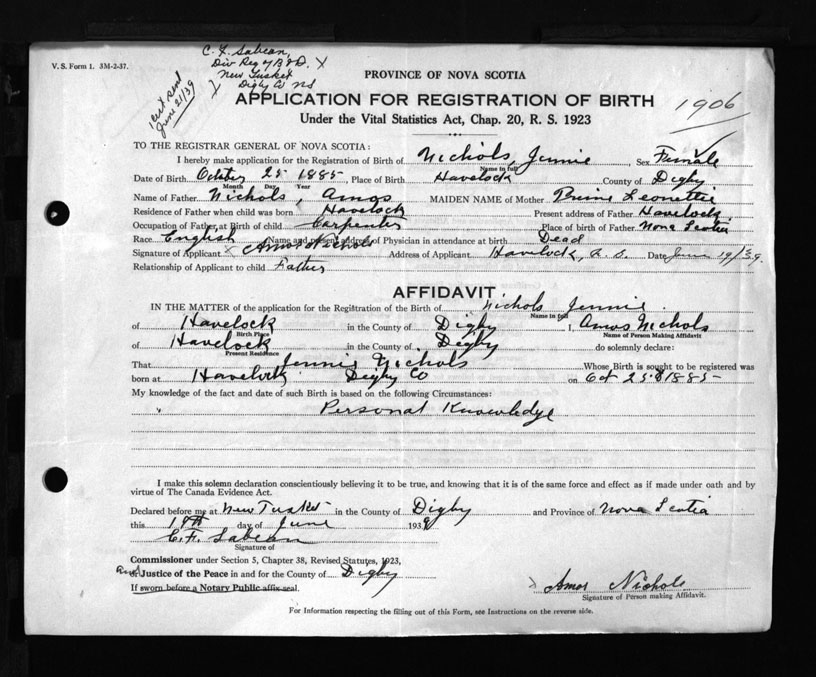 V. S. Form 1. 3M-2-37.
C. F. Sabean,
Div Reg of B & D. X
New Tusket
Digby Co NS
1 cert send
June 21/39
PROVINCE OF NOVA SCOTIA
APPLICATION FOR REGISTRATION OF BIRTH
1906
Under the Vital Statistics Act, Chap. 20, R. S. 1923
TO THE REGISTRAR GENERAL OF NOVA SCOTIA:
I hereby make application for the Registration of Birth of Nichols, Jennie, Sex Female
Name in full
Date of Birth October 25 1885, Place of Birth Havelock County of Digby
Month Day Year
Name of Father Nichols, Amos MAIDEN NAME of Mother Prime
Residence of Father when child was born Havelock Present address of Father Havelock
Occupation of Father at Birth of child Carpenter Place of birth of Father Nova Scotia
Race English Name and present address of Physician in attendance at birth Dead
Signature of Applicant X Amos Nichols Address of Applicant Havelock, Date June 19/39.
Relationship of Applicant to child Father
AFFIDAVIT
IN THE MATTER of the application for the Registration of the Birth of Nichols Jennie
Name in full
of Havelock in the County of Digby I, Amos Nichols
Birth Place Name of Person Making Affidavit
of Havelock in the County of Digby do solemnly declare:
Present Residence
That Jennie Nichols Whose Birth is sought to be registered was
born at Havelock Digby Co on Oct 25 1885
My knowledge of the fact and date of such Birth is based on the following Circumstances:
Personal Knowledge
I make this solemn declaration conscientiously believing it to be true, and knowing that it is of the same force and effect as if made under oath and by
virtue of The Canada Evidence Act.
Declared before me at New Tusket in the County of Digby and Province of Nova Scotia
this 19th day of June 1939
C. F. Sabean
Signature of
Commissioner under Section 5, Chapter 38, Revised Statutes, 1923,
and or Justice of the Peace in and for the County of Digby
If sworn before a Notary Public affix seal.
X Amos Nichols
Signature of Person making Affidavit.
For Information respecting the filling out of this Form, see Instructions on the reverse side.